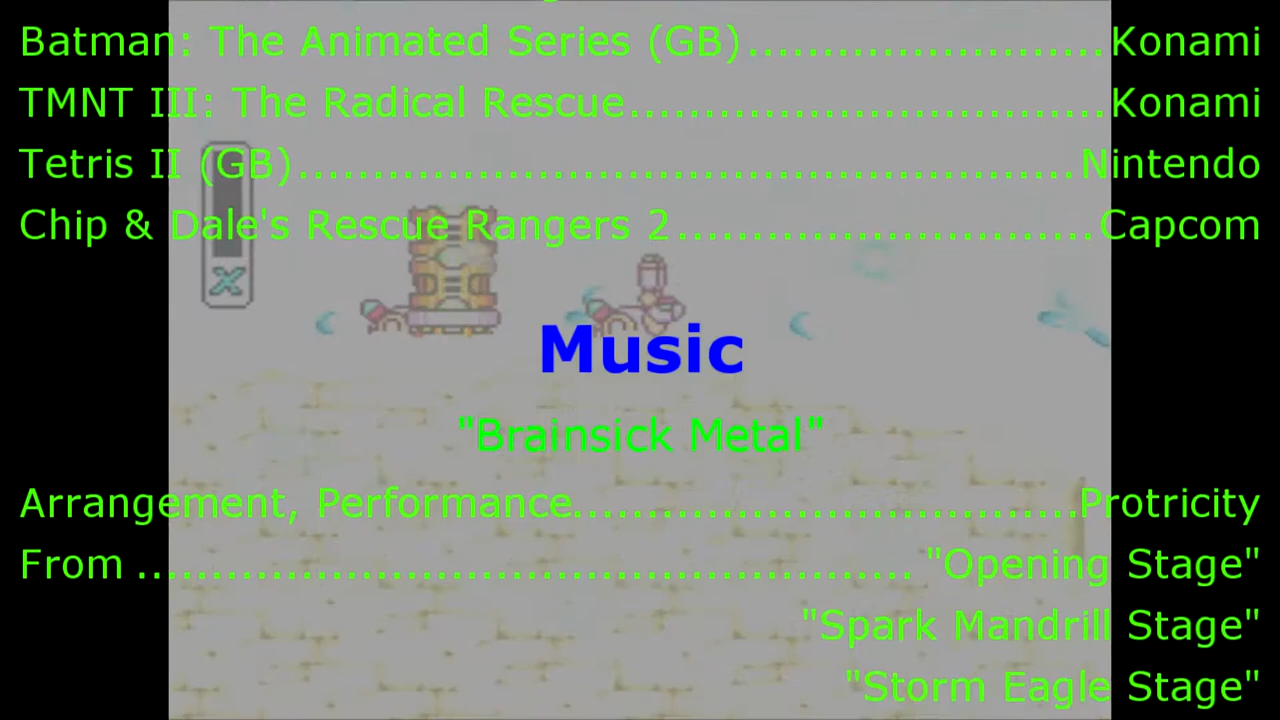 Batman: The Animated Series (GB).......................Konami
TMNT III: The Radical Rescue...............................Konami
Tetris II (GB)..................................................Nintendo
Chip & Dale's Rescue Rangers 2...........................Capcom
X
Music
"Brainsick Metal"
Arrangement, Performance.................................Protricity
From .................................................. "Opening Stage"
"Spark Mandrill Stage"
"Storm Eagle Stage"